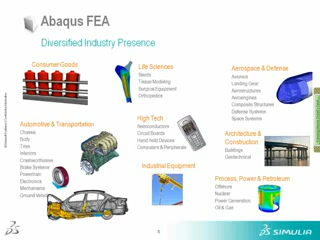 Abaqus FEA
Diversified Industry Presence
Consumer Goods
Life Sciences
Stents
Tissue Modeling
Surgical Equipment
Orthopedics
Aerospace & Defense
Avionics
Landing Gear
Aerostructures
Aeroengines
Composite Structures
Defense Systems
Space Systems
Automotive & Transportation
Chassis
Body
Tires
Interiors
Crashworthiness
Brake Systems
Powertrain
Electronics
Mechanisms
Ground Vehicles
High Tech
Semiconductors
Circuit Boards
Hand-held Devices
Computers & Peripherals
Architecture &
Construction
Buildings
Geotechnical
Industrial Equipment
Process, Power & Petroleum
Offshore
Nuclear
Power Generation
Oil & Gas
SIMULIA